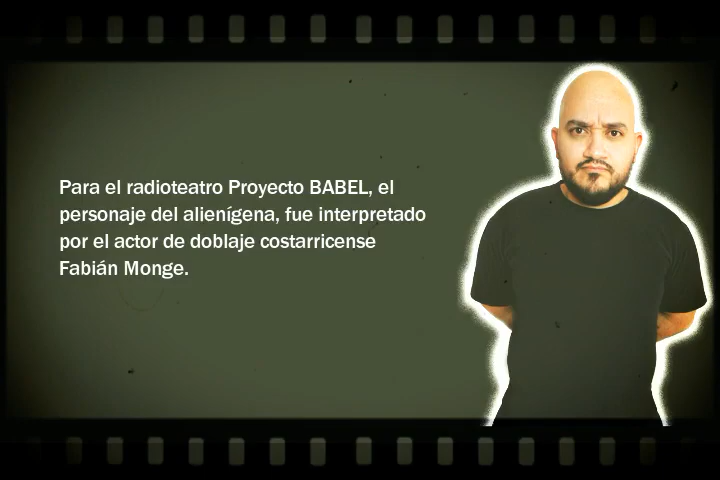 Para el radioteatro Proyecto BABEL, el
personaje del alienígena, fue interpretado
por el actor de doblaje costarricense
Fabián Monge.